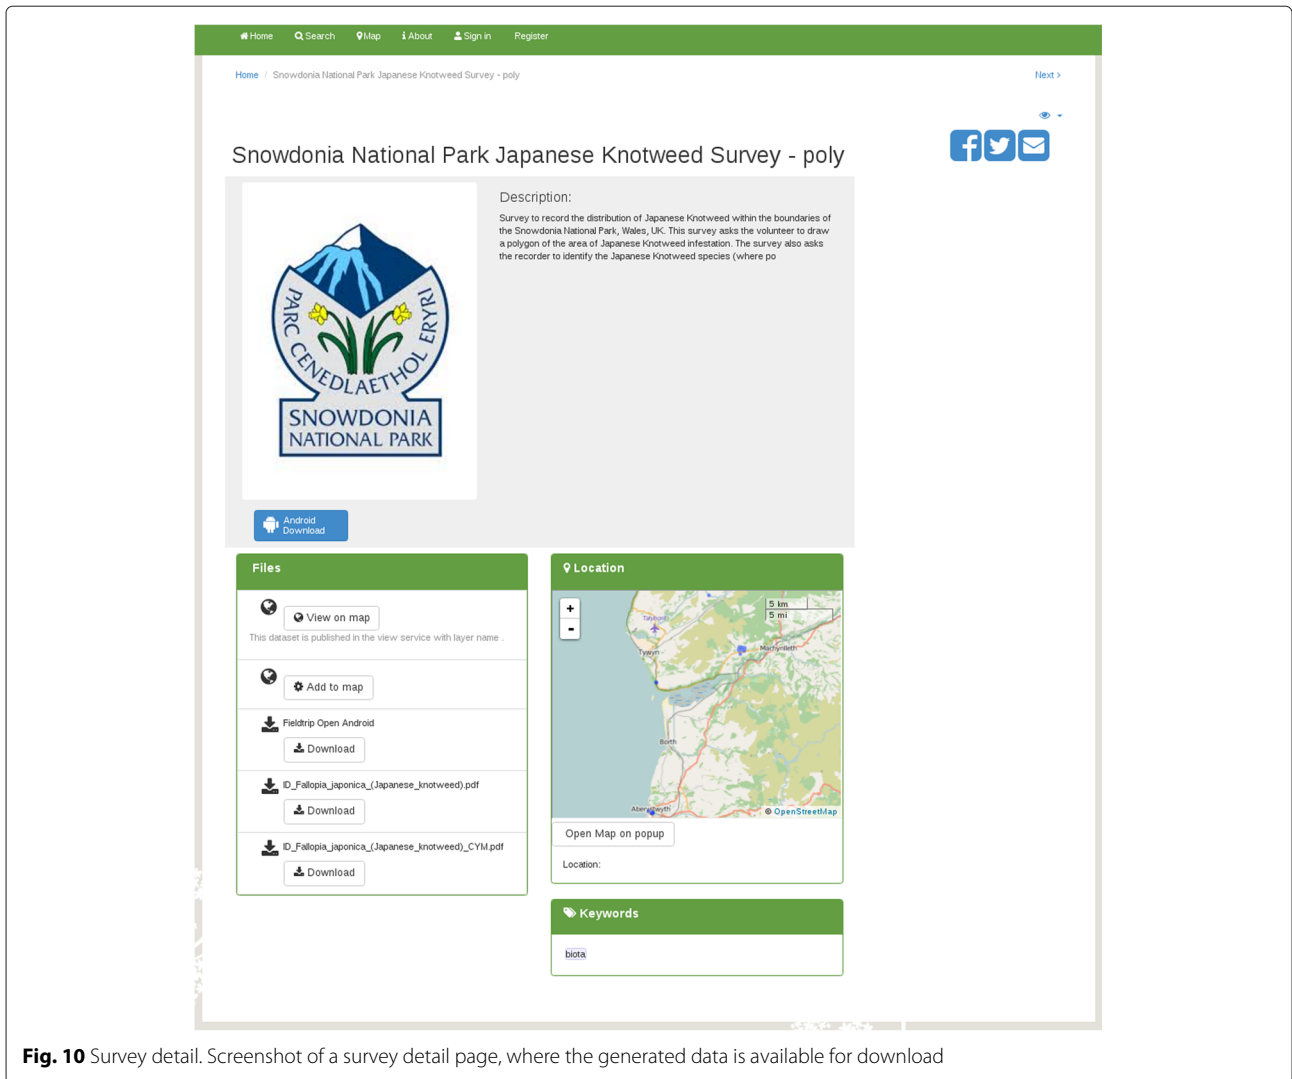 Home Search Map About Sign in Register
Home / Snowdonia National Park Japanese Knotweed Survey - poly
Next >
Snowdonia National Park Japanese Knotweed Survey - poly
PARC CENEDLAETHOL ERYRI
SNOWDONIA
NATIONAL PARK
Description:
Survey to record the distribution of Japanese Knotweed within the boundaries of
the Snowdonia National Park, Wales, UK. This survey asks the volunteer to draw
a polygon of the area of Japanese Knotweed infestation. The survey also asks
the recorder to identify the Japanese Knotweed species (where po
Android
Download
Files
View on map
This dataset is published in the view service with layer name .
Add to map
Fieldtrip Open Android
Download
ID_Fallopia_japonica_(Japanese_knotweed).pdf
Download
ID_Fallopia_japonica_(Japanese_knotweed)_CYM.pdf
Download
Location
+
-
5 km
5 mi
Talybont
Tywyn
Machynlleth
Borth
Aberystwyth
© OpenStreetMap
Open Map on popup
Location:
Keywords
biota
Fig. 10 Survey detail. Screenshot of a survey detail page, where the generated data is available for download